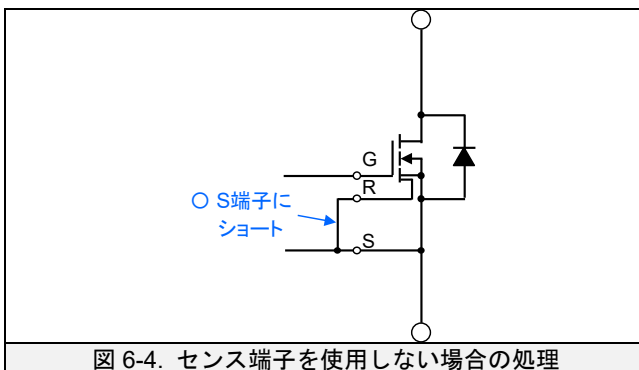 G
R
○ S端子に
ショート
S
図 6-4. センス端子を使用しない場合の処理